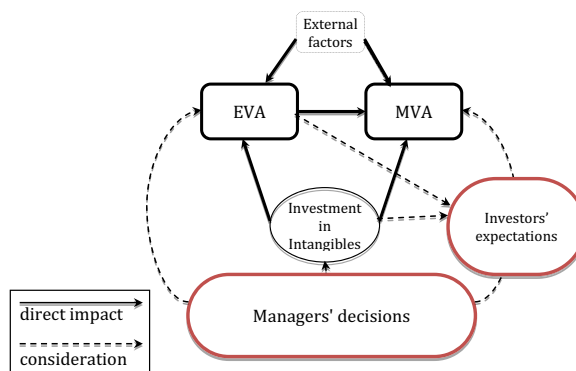 External
factors
EVA
MVA
Investment
in
Intangibles
Investors’
expectations
Managers' decisions
direct impact
consideration